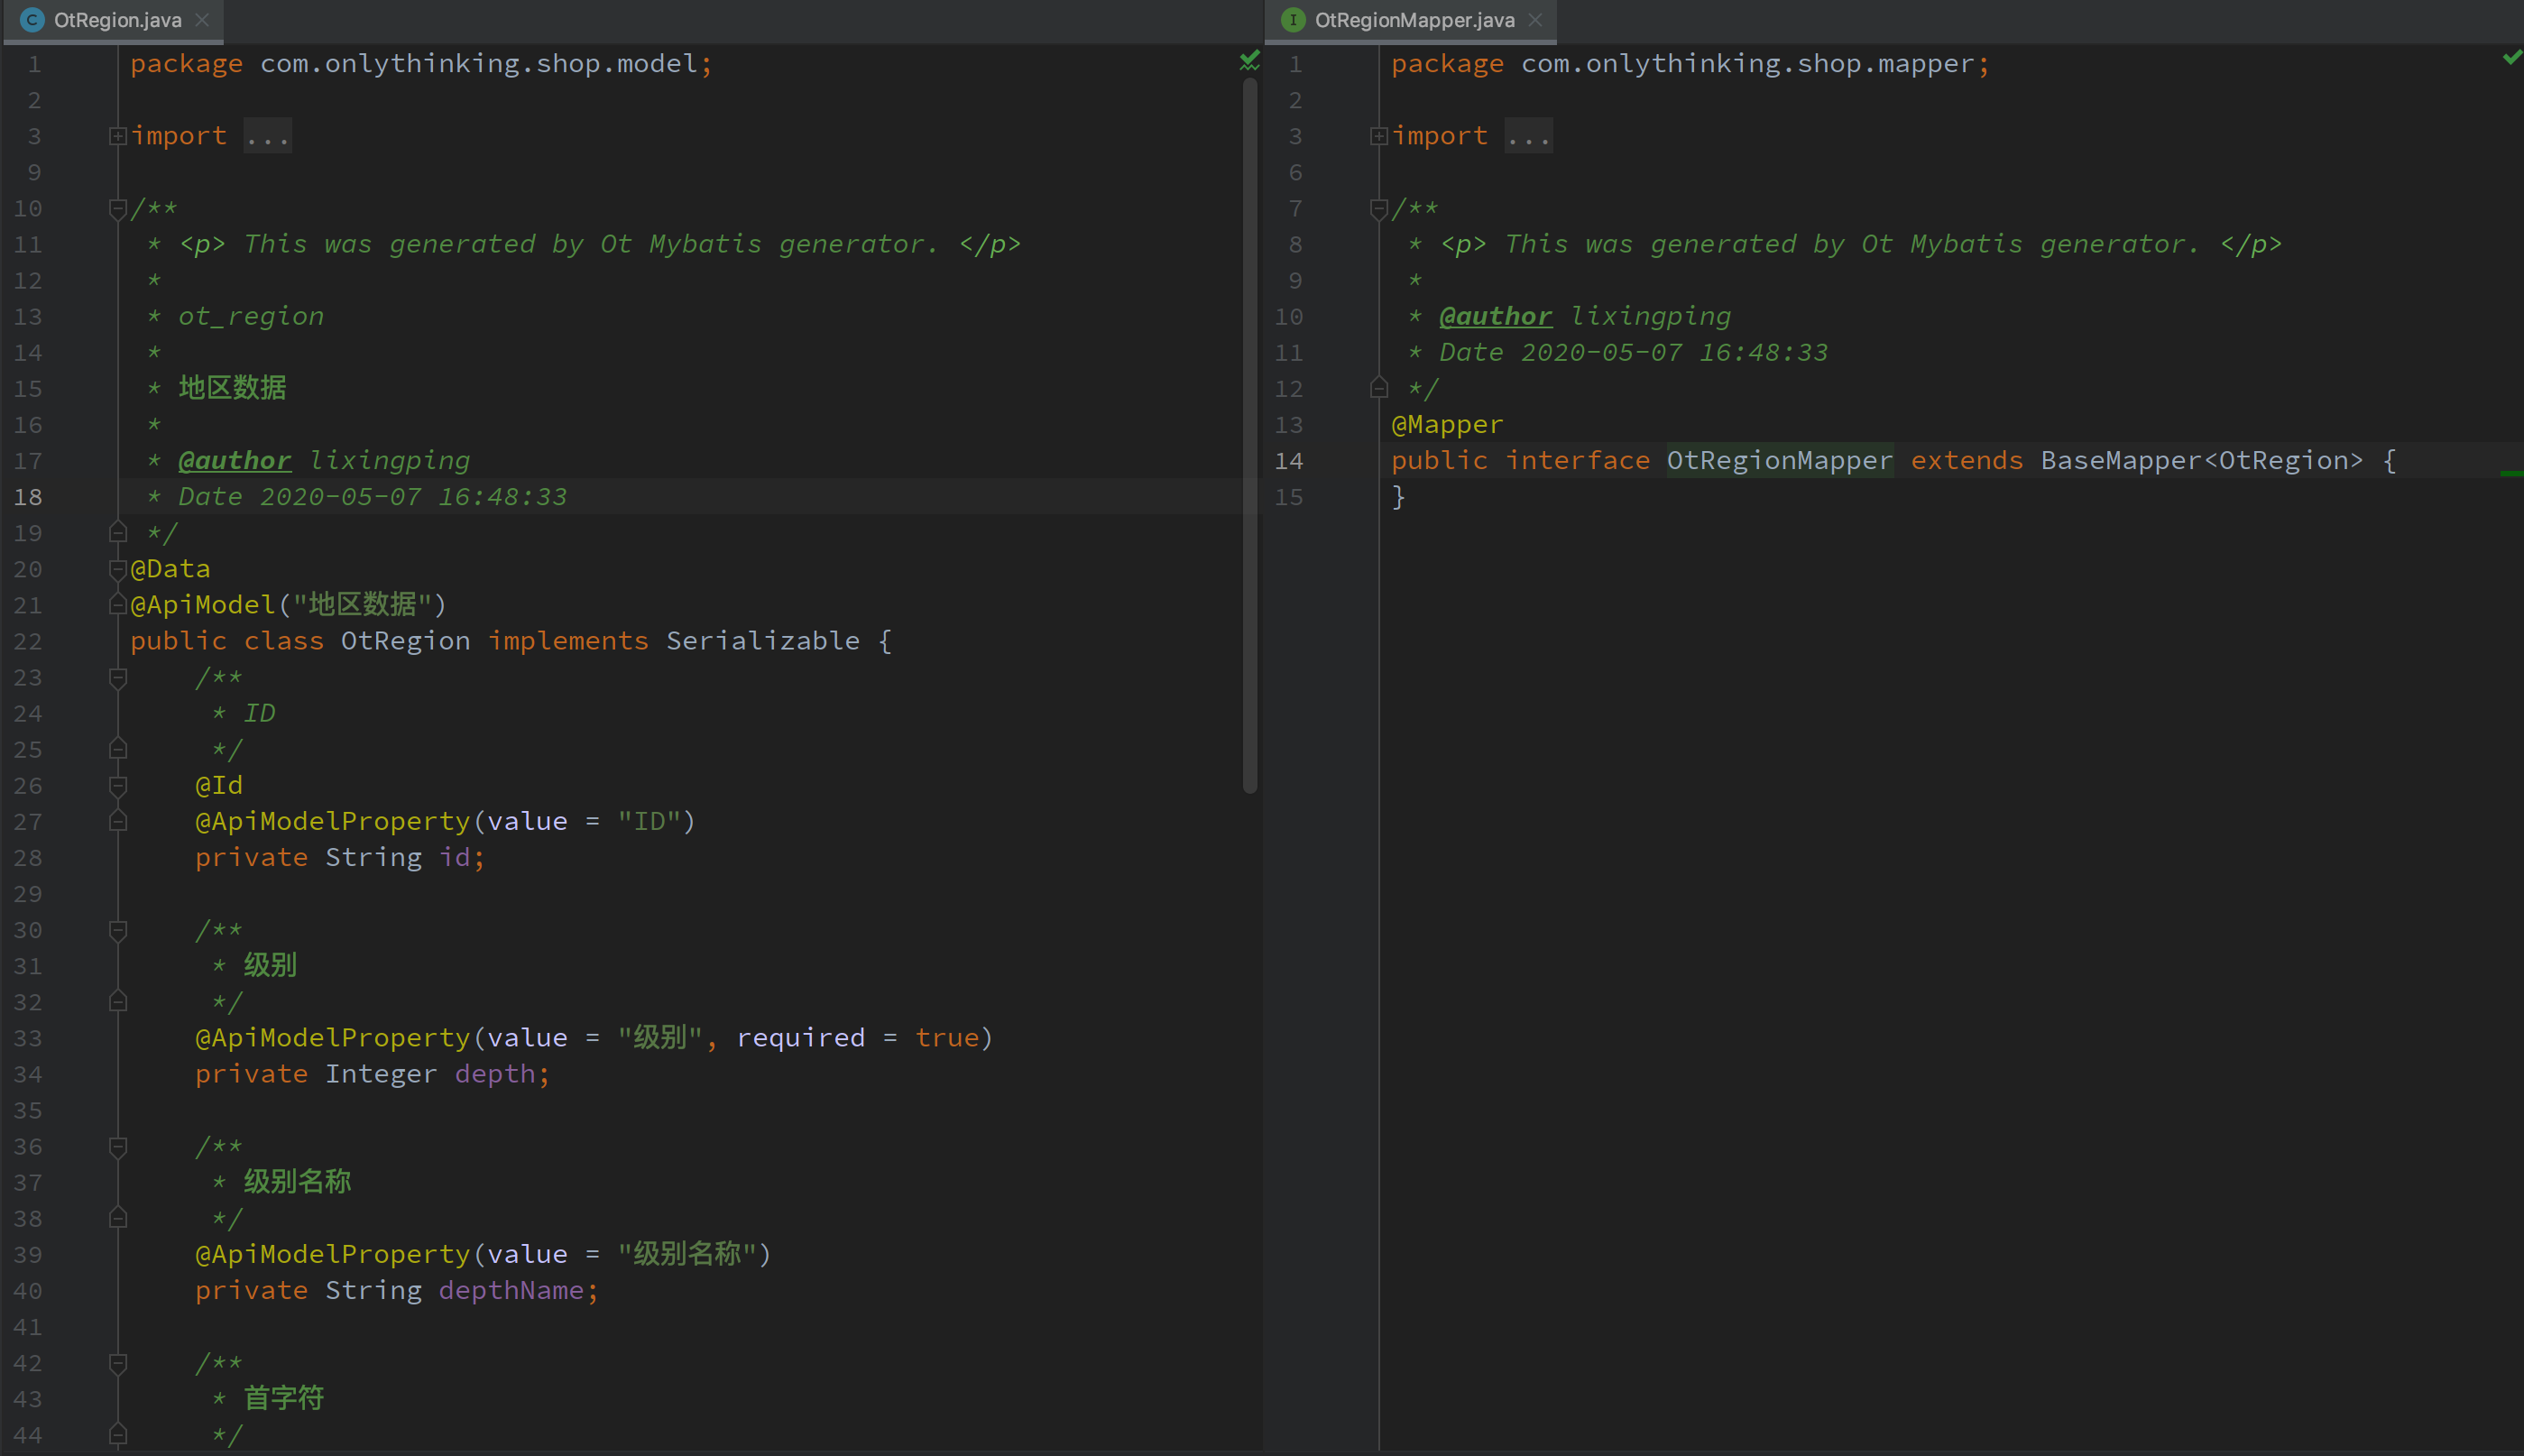 OtRegion.java
1 package com.onlythinking.shop.model;
2
3 import ...
9
10 /**
11  * <p> This was generated by Ot Mybatis generator. </p>
12  *
13  * ot_region
14  *
15  * 地区数据
16  *
17  * @author lixingping
18  * Date 2020-05-07 16:48:33
19  */
20 @Data
21 @ApiModel("地区数据")
22 public class OtRegion implements Serializable {
23     /**
24      * ID
25      */
26     @Id
27     @ApiModelProperty(value = "ID")
28     private String id;
29
30     /**
31      * 级别
32      */
33     @ApiModelProperty(value = "级别", required = true)
34     private Integer depth;
35
36     /**
37      * 级别名称
38      */
39     @ApiModelProperty(value = "级别名称")
40     private String depthName;
41
42     /**
43      * 首字符
44      */
OtRegionMapper.java
1 package com.onlythinking.shop.mapper;
2
3 import ...
6
7 /**
8  * <p> This was generated by Ot Mybatis generator. </p>
9  *
10  * @author lixingping
11  * Date 2020-05-07 16:48:33
12  */
13 @Mapper
14 public interface OtRegionMapper extends BaseMapper<OtRegion> {
15 }